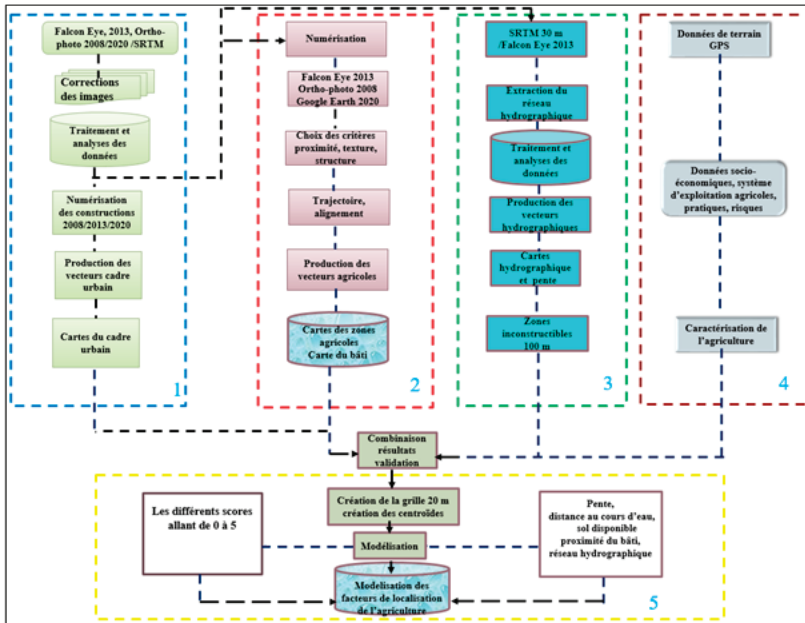 Falcon Eye, 2013, Ortho-
photo 2008/2020 /SRTM
Corrections
des images
Traitement et
analyses des
données
Numérisation
des constructions
2008/2013/2020
Production des
vecteurs cadre
urbain
Cartes du cadre
urbain
1
Numérisation
Falcon Eye 2013
Ortho-photo 2008
Google Earth 2020
Choix des critères
proximité, texture,
structure
Trajectoire,
alignement
Production des
vecteurs agricoles
Cartes des zones
agricoles
Carte du bâti
2
SRTM 30 m
/Falcon Eye 2013
Extraction du
réseau
hydrographique
Traitement et
analyses des
données
Production des
vecteurs
hydrographiques
Cartes
hydrographique
et pente
Zones
inconstructibles
100 m
3
Données de terrain
GPS
Données socio-
économiques, système
d'exploitation agricoles,
pratiques, risques
Caractérisation de
l'agriculture
4
Combinaison
résultats
validation
Création de la grille 20 m
création des centroïdes
Les différents scores
allant de 0 à 5
Modélisation
Pente,
distance au cours d'eau,
sol disponible
proximité du bâti,
réseau hydrographique
Modelisation des
facteurs de localisation
de l'agriculture
5